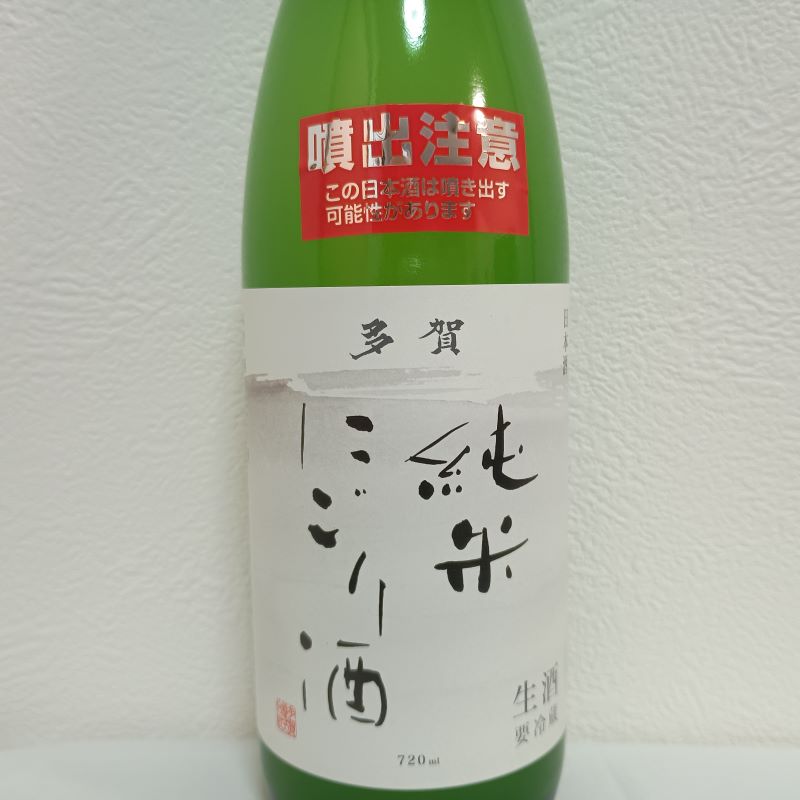 噴出注意
この日本酒は噴き出す
可能性があります
多賀
日本酒
純米
にごり酒
生酒
要冷蔵
720ml